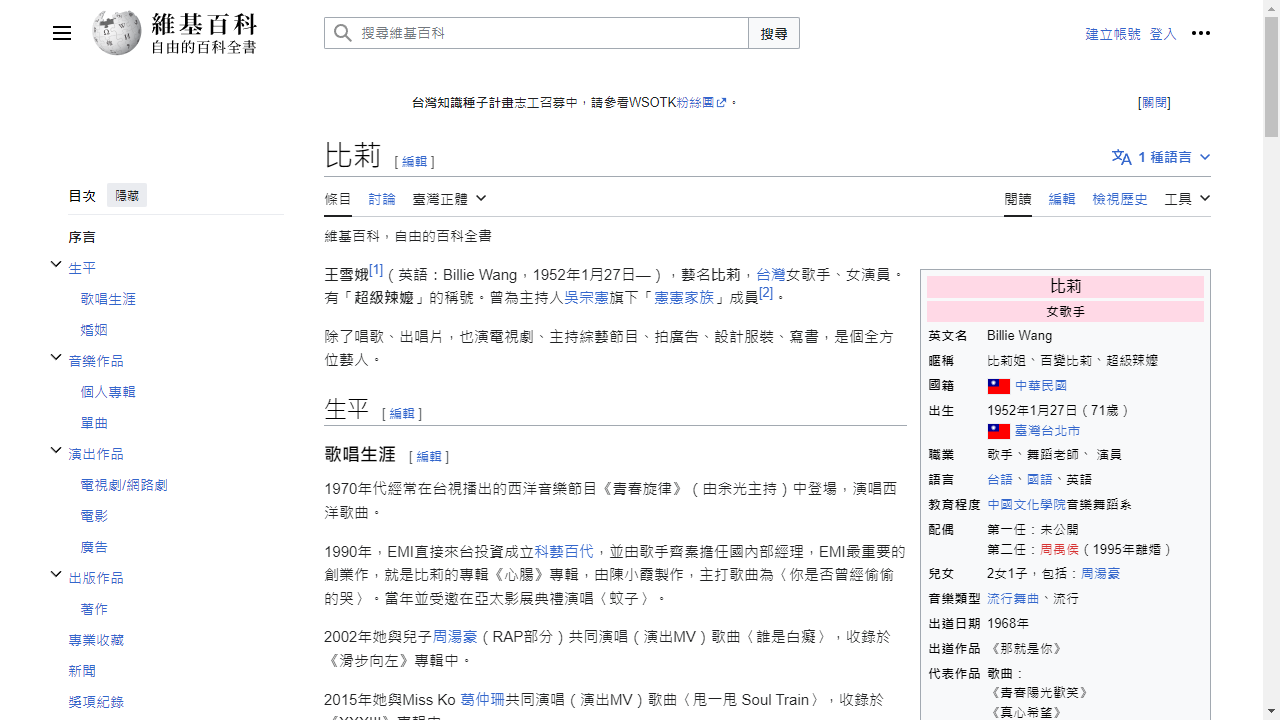 維基百科
自由的百科全書
搜尋維基百科
搜尋
建立帳號 登入
台灣知識種子計畫志工召募中，請參看WSOTK粉絲團。
[關閉]
比莉 [編輯]
1 種語言
目次 隱藏
序言
生平
歌唱生涯
婚姻
音樂作品
個人專輯
單曲
演出作品
電視劇/網路劇
電影
廣告
出版作品
著作
專業收藏
新聞
獎項紀錄
條目 討論 臺灣正體
閱讀 編輯 檢視歷史 工具
維基百科，自由的百科全書
王雪娥[1]（英語：Billie Wang，1952年1月27日—），藝名比莉，台灣女歌手、女演員。
有「超級辣嬤」的稱號。曾為主持人吳宗憲旗下「憲憲家族」成員[2]。
除了唱歌、出唱片，也演電視劇、主持綜藝節目、拍廣告、設計服裝、寫書，是個全方
位藝人。
生平 [編輯]
歌唱生涯 [編輯]
1970年代經常在台視播出的西洋音樂節目《青春旋律》（由余光主持）中登場，演唱西
洋歌曲。
1990年，EMI直接來台投資成立科藝百代，並由歌手齊秦擔任國內部經理，EMI最重要的
創業作，就是比莉的專輯《心腸》專輯，由陳小霞製作，主打歌曲為〈你是否曾經偷偷
的哭〉。當年並受邀在亞太影展典禮演唱〈蚊子〉。
2002年她與兒子周湯豪（RAP部分）共同演唱（演出MV）歌曲〈誰是白癡〉，收錄於
《滑步向左》專輯中。
2015年她與Miss Ko 葛仲珊共同演唱（演出MV）歌曲〈甩一甩 Soul Train〉，收錄於
《XXXIII》專輯中
比莉
女歌手
英文名 Billie Wang
暱稱 比莉姐、百變比莉、超級辣嬤
國籍 中華民國
出生 1952年1月27日（71歲）
臺灣台北市
職業 歌手、舞蹈老師、 演員
語言 台語、國語、英語
教育程度 中國文化學院音樂舞蹈系
配偶 第一任：未公開
第二任：周禹侯（1995年離婚）
兒女 2女1子，包括：周湯豪
音樂類型 流行舞曲、流行
出道日期 1968年
出道作品 《那就是你》
代表作品 歌曲：
《青春陽光歡笑》
《真心希望》